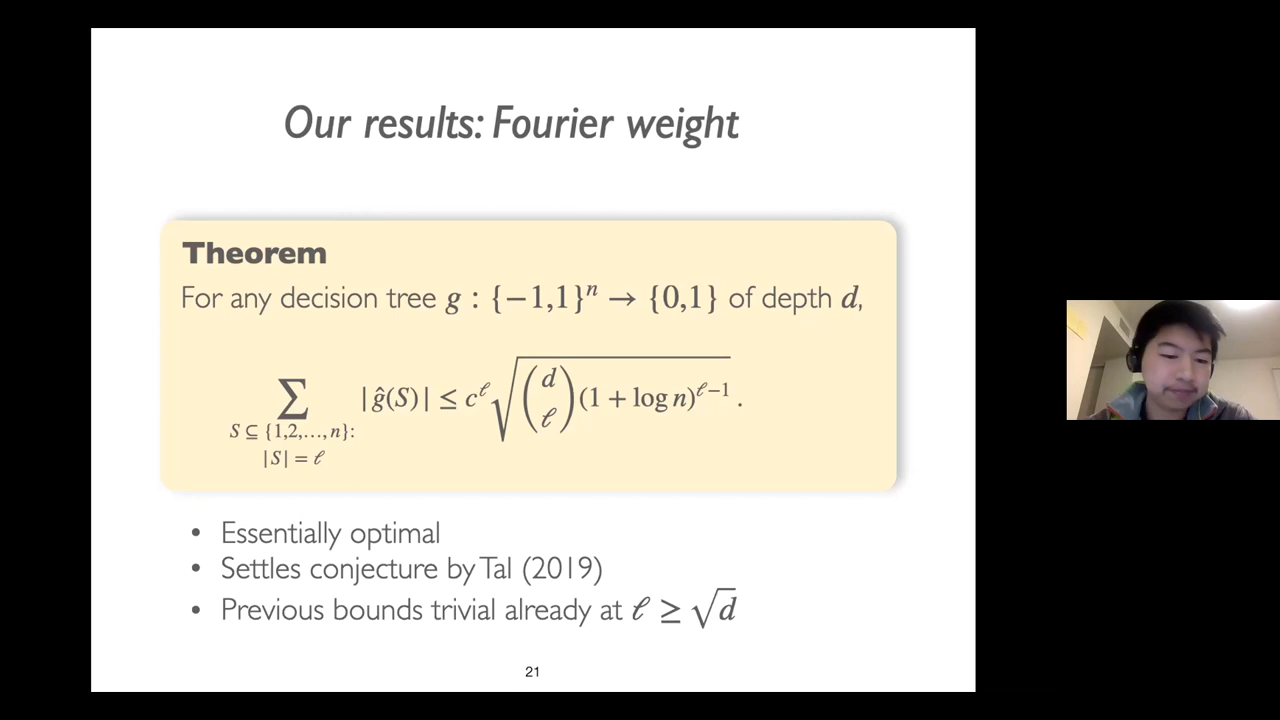 Our results: Fourier weight
Theorem
For any decision tree g : {−1,1}ⁿ → {0,1} of depth d,
∑_{S ⊆ {1,2,…,n}: |S| = ℓ} |ĝ(S)| ≤ c^ℓ √( \binom{d}{ℓ} (1 + log n)^{ℓ−1} ) .
• Essentially optimal
• Settles conjecture by Tal (2019)
• Previous bounds trivial already at ℓ ≥ √d
21